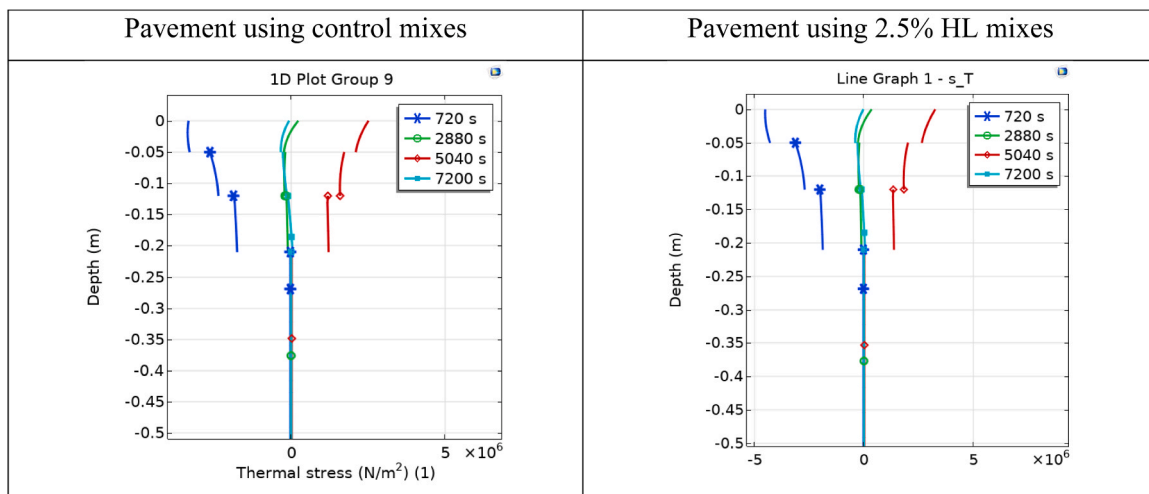 Pavement using control mixes
Pavement using 2.5% HL mixes
1D Plot Group 9
720 s
2880 s
5040 s
7200 s
0
-0.05
-0.1
-0.15
-0.2
-0.25
-0.3
-0.35
-0.4
-0.45
-0.5
Depth (m)
0
5
×10⁶
Thermal stress (N/m²) (1)
Line Graph 1 - s_T
720 s
2880 s
5040 s
7200 s
0
-0.05
-0.1
-0.15
-0.2
-0.25
-0.3
-0.35
-0.4
-0.45
-0.5
Depth (m)
-5
0
5
×10⁶